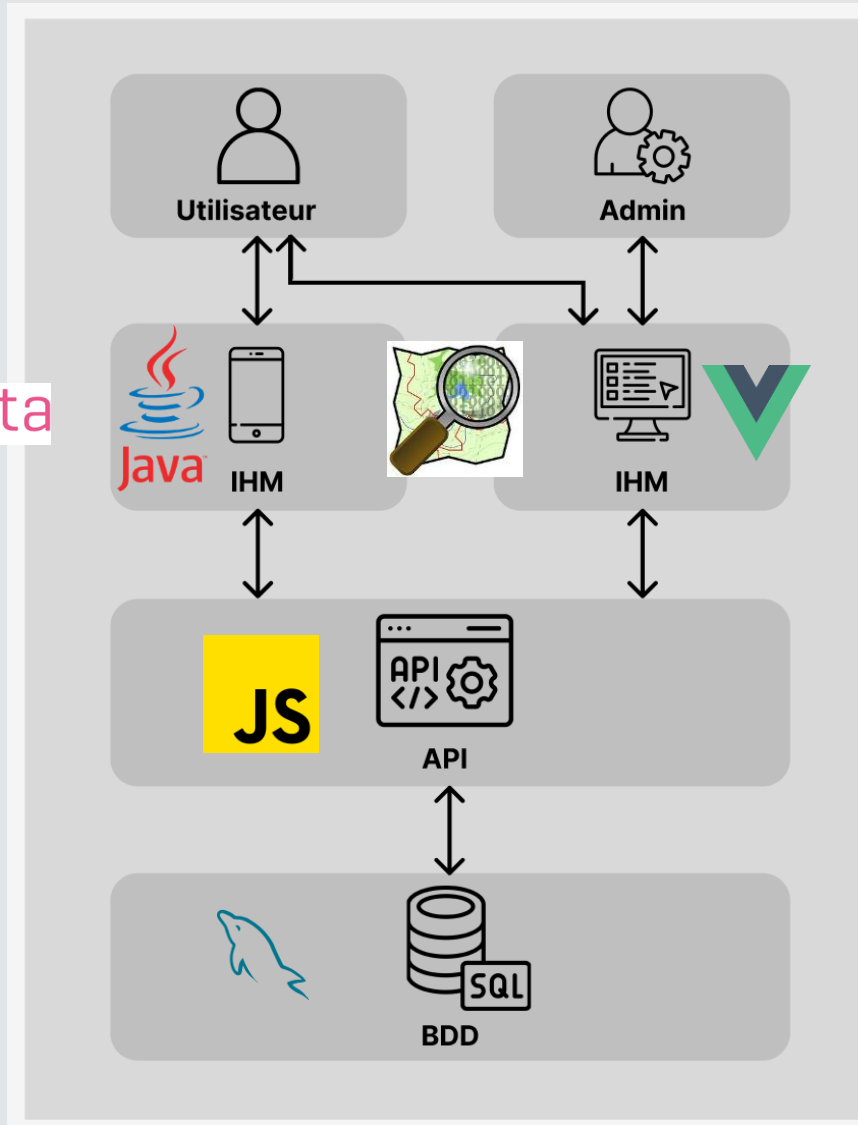 Utilisateur
Admin
ta
Java
IHM
IHM
JS
API
</>
API
SQL
BDD